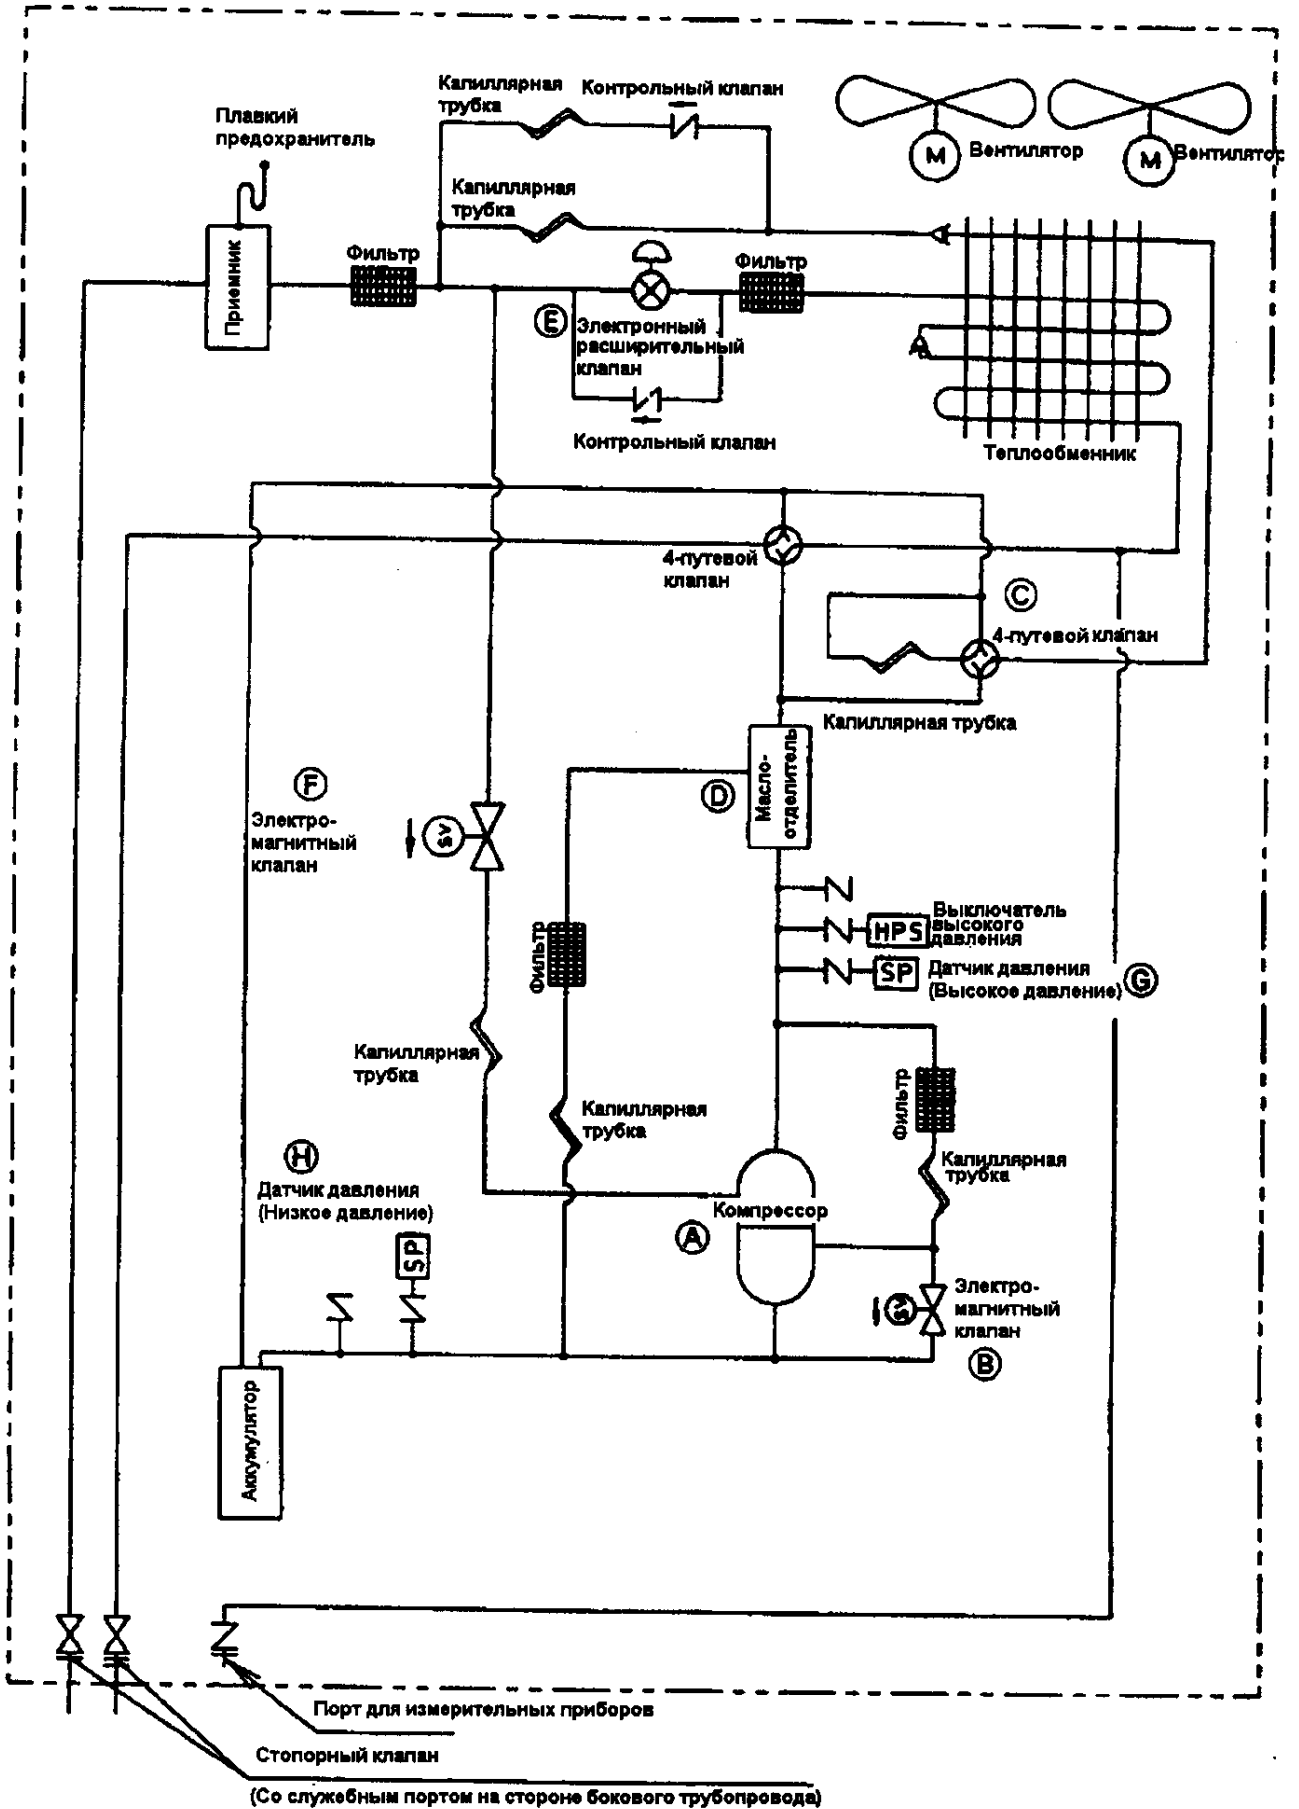 Капиллярная
трубка
Контрольный клапан
Плавкий
предохранитель
М
Вентилятор
М
Вентилятор
Капиллярная
трубка
Приемник
Фильтр
Фильтр
E
Электронный
расширительный
клапан
Контрольный клапан
Теплообменник
4-путевой
клапан
C
4-путевой клапан
Капиллярная трубка
Масло-
отделитель
D
F
Электро-
магнитный
клапан
SV
Выключатель
высокого
давления
HPS
Фильтр
SP
Датчик давления
(Высокое давление)
G
Капиллярная
трубка
Фильтр
Капиллярная
трубка
H
Датчик давления
(Низкое давление)
SP
Капиллярная
трубка
Компрессор
A
Электро-
магнитный
клапан
SV
B
Аккумулятор
Порт для измерительных приборов
Стопорный клапан
(Со служебным портом на стороне бокового трубопровода)